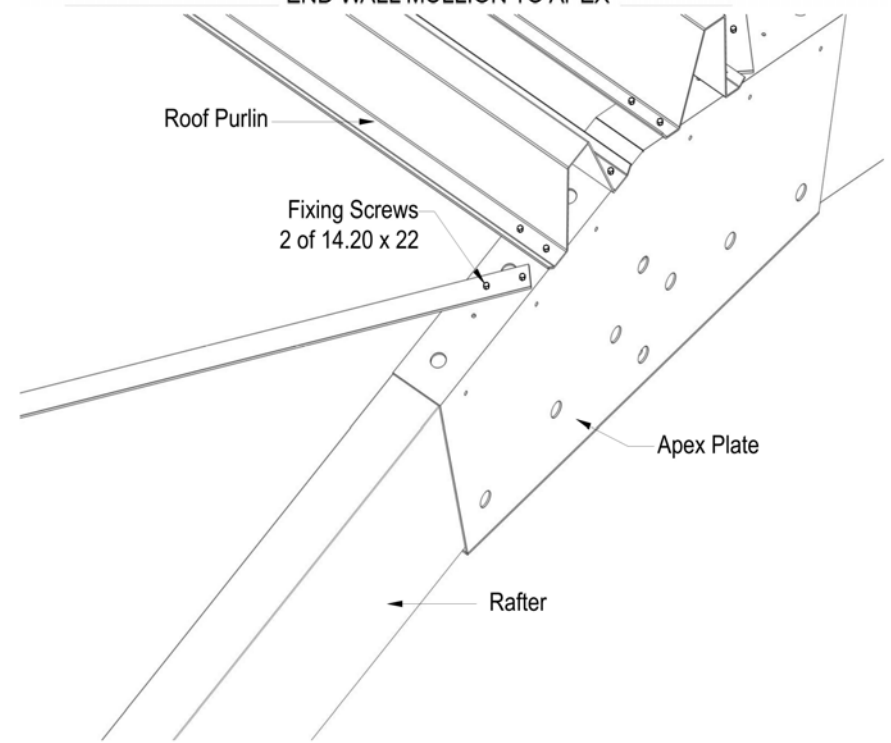 END WALL MULLION TO APEX
Roof Purlin
Fixing Screws
2 of 14.20 x 22
Apex Plate
Rafter